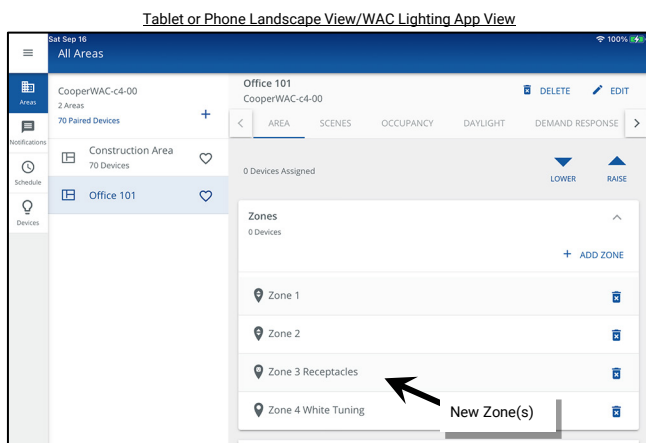 Tablet or Phone Landscape View/WAC Lighting App View
Sat Sep 16
100%
All Areas
Areas
Notifications
Schedule
Devices
CooperWAC-c4-00
2 Areas
70 Paired Devices
+
Construction Area
70 Devices
Office 101
Office 101
CooperWAC-c4-00
DELETE
EDIT
< AREA SCENES OCCUPANCY DAYLIGHT DEMAND RESPONSE >
0 Devices Assigned
LOWER
RAISE
Zones
0 Devices
+ ADD ZONE
Zone 1
Zone 2
Zone 3 Receptacles
Zone 4 White Tuning
New Zone(s)